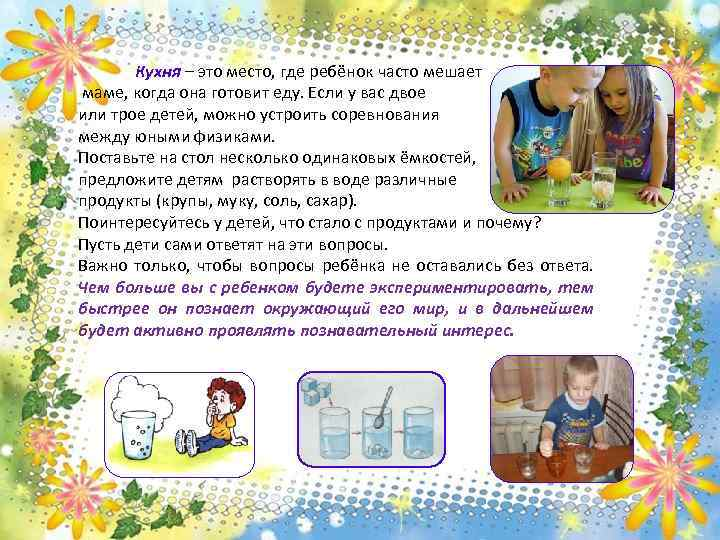 Кухня – это место, где ребёнок часто мешает
маме, когда она готовит еду. Если у вас двое
или трое детей, можно устроить соревнования
между юными физиками.
Поставьте на стол несколько одинаковых ёмкостей,
предложите детям растворять в воде различные
продукты (крупы, муку, соль, сахар).
Поинтересуйтесь у детей, что стало с продуктами и почему?
Пусть дети сами ответят на эти вопросы.
Важно только, чтобы вопросы ребёнка не оставались без ответа.
Чем больше вы с ребенком будете экспериментировать, тем
быстрее он познает окружающий его мир, и в дальнейшем
будет активно проявлять познавательный интерес.